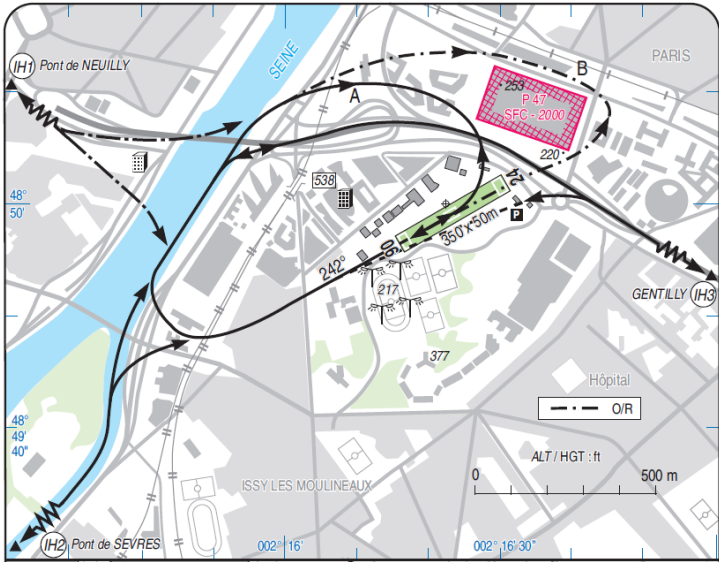 IH1 Pont de NEUILLY
SEINE
PARIS
A
B
253
P 47
SFC - 2000
220
538
24
48°
50'
P
350 x 50m
06
242°
217
GENTILLY IH3
377
Hôpital
O/R
48°
49'
40"
ALT / HGT : ft
0
500 m
ISSY LES MOULINEAUX
IH2 Pont de SEVRES
002° 16'
002° 16' 30"